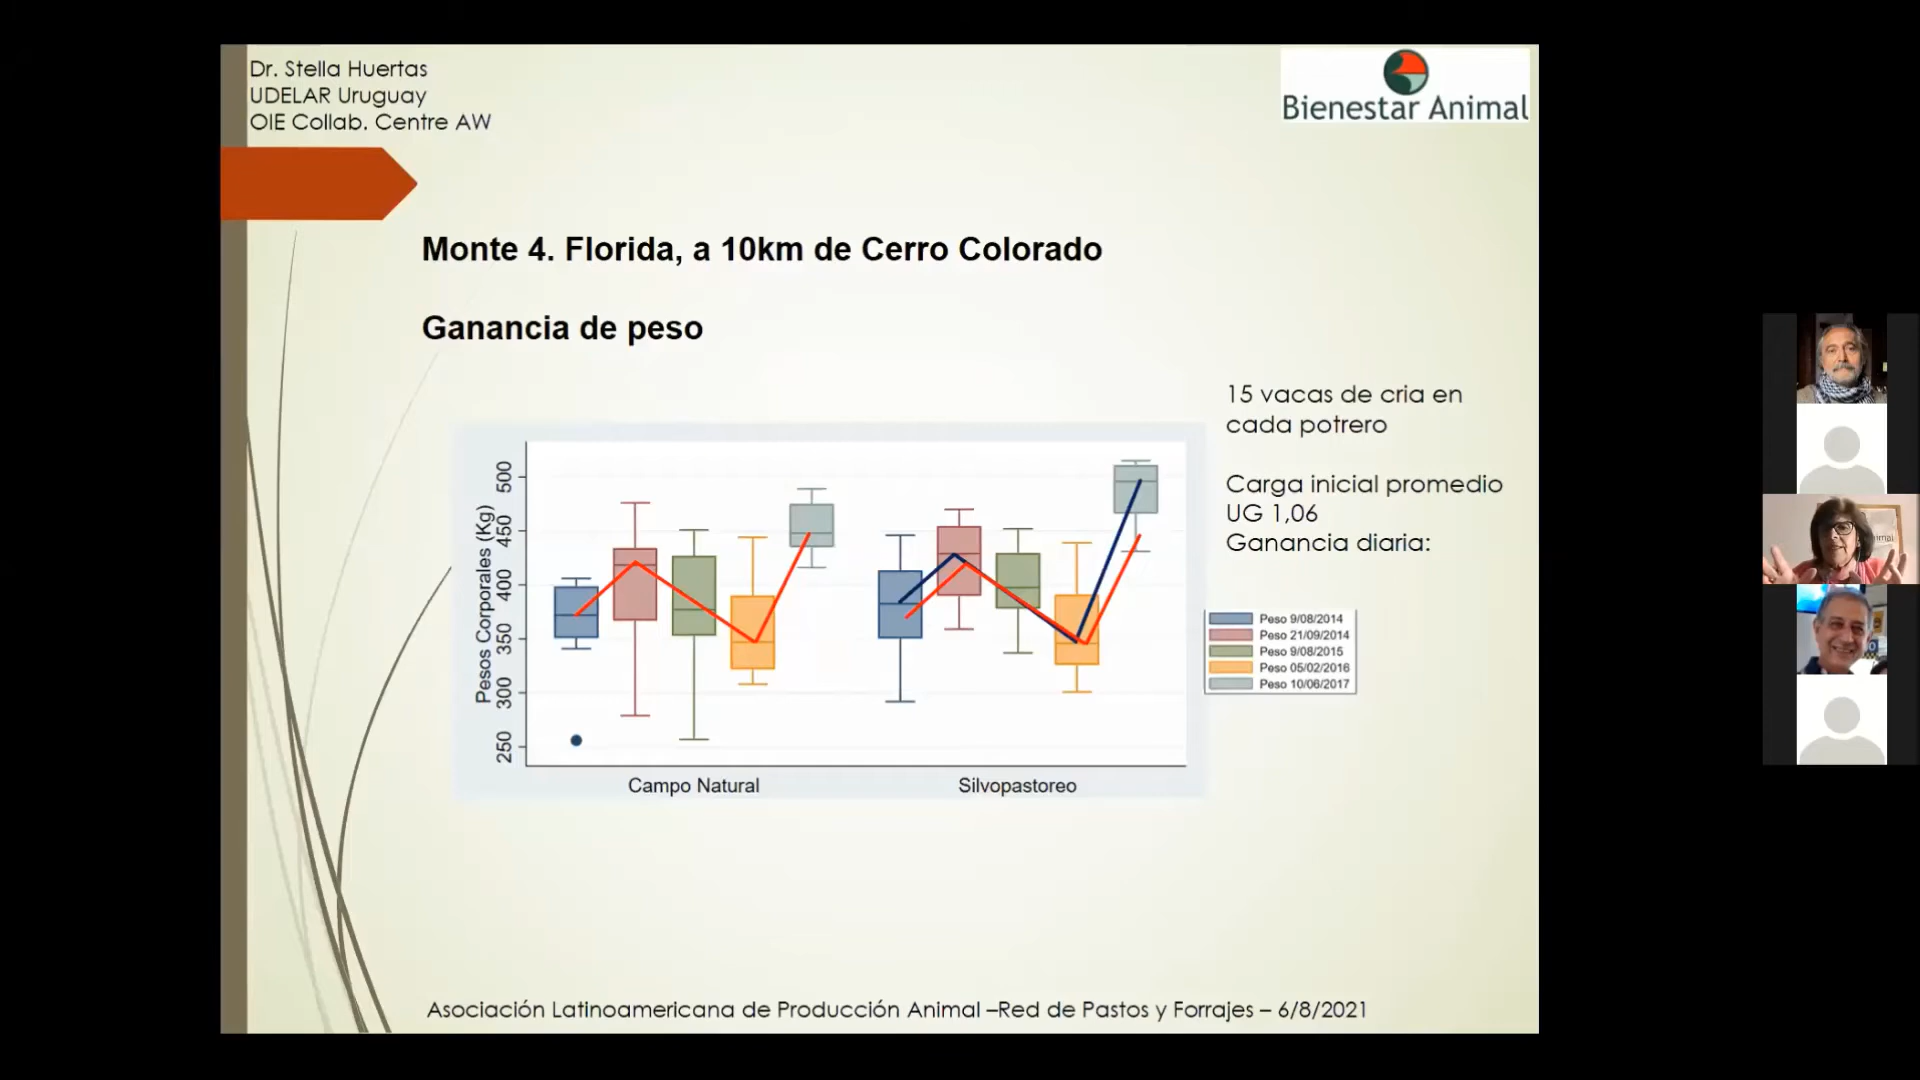 Dr. Stella Huertas
UDELAR Uruguay
OIE Collab. Centre AW
Bienestar Animal
Monte 4. Florida, a 10km de Cerro Colorado
Ganancia de peso
15 vacas de cria en
cada potrero
Carga inicial promedio
UG 1,06
Ganancia diaria:
Pesos Corporales (Kg)
500
450
400
350
300
250
Campo Natural
Silvopastoreo
Peso 9/08/2014
Peso 21/09/2014
Peso 9/08/2015
Peso 05/02/2016
Peso 10/06/2017
Asociación Latinoamericana de Producción Animal –Red de Pastos y Forrajes – 6/8/2021